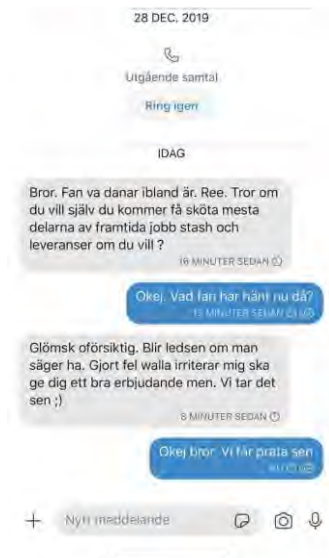 28 DEC. 2019
Utgående samtal
Ring igen
IDAG
Bror. Fan va danar ibland är. Ree. Tror om
du vill själv du kommer få sköta mesta
delarna av framtida jobb stash och
leveranser om du vill ?
16 MINUTER SEDAN
Okej. Vad fan har hänt nu då?
MINUTER SEDAN
Glömsk oförsiktig. Blir ledsen om man
säger ha. Gjort fel walla irriterar mig ska
ge dig ett bra erbjudande men. Vi tar det
sen ;)
8 MINUTER SEDAN
Okej bror. Vi får prata sen
NU
Nytt meddelande